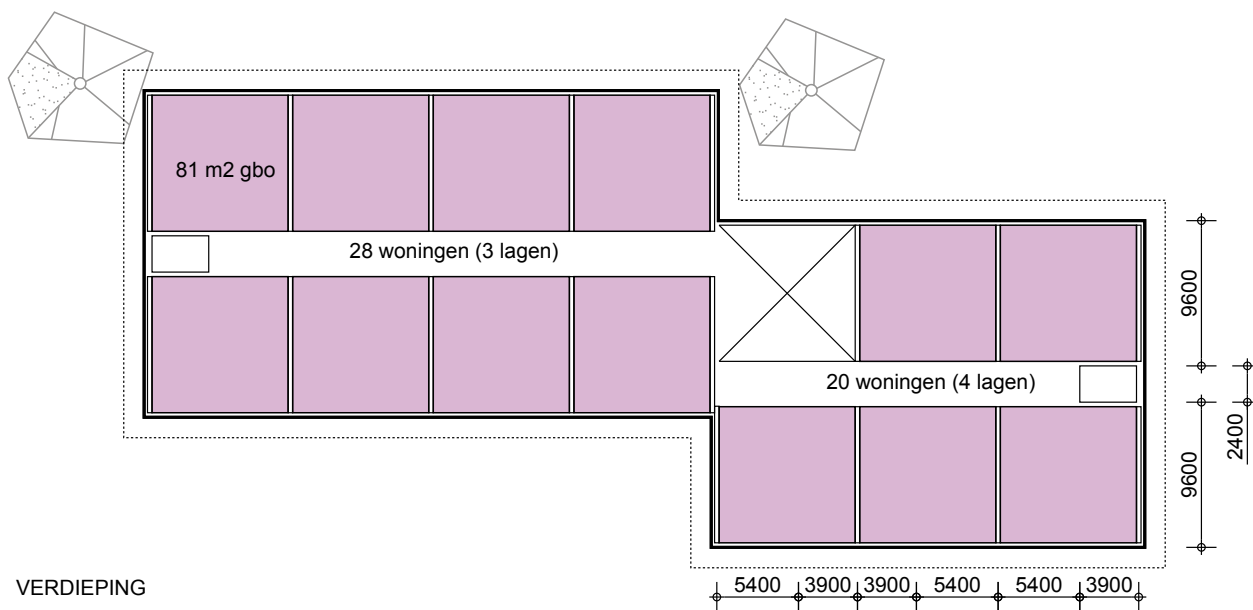 81 m2 gbo
28 woningen (3 lagen)
9600
20 woningen (4 lagen)
2400
9600
VERDIEPING
5400 3900 3900 5400 5400 3900